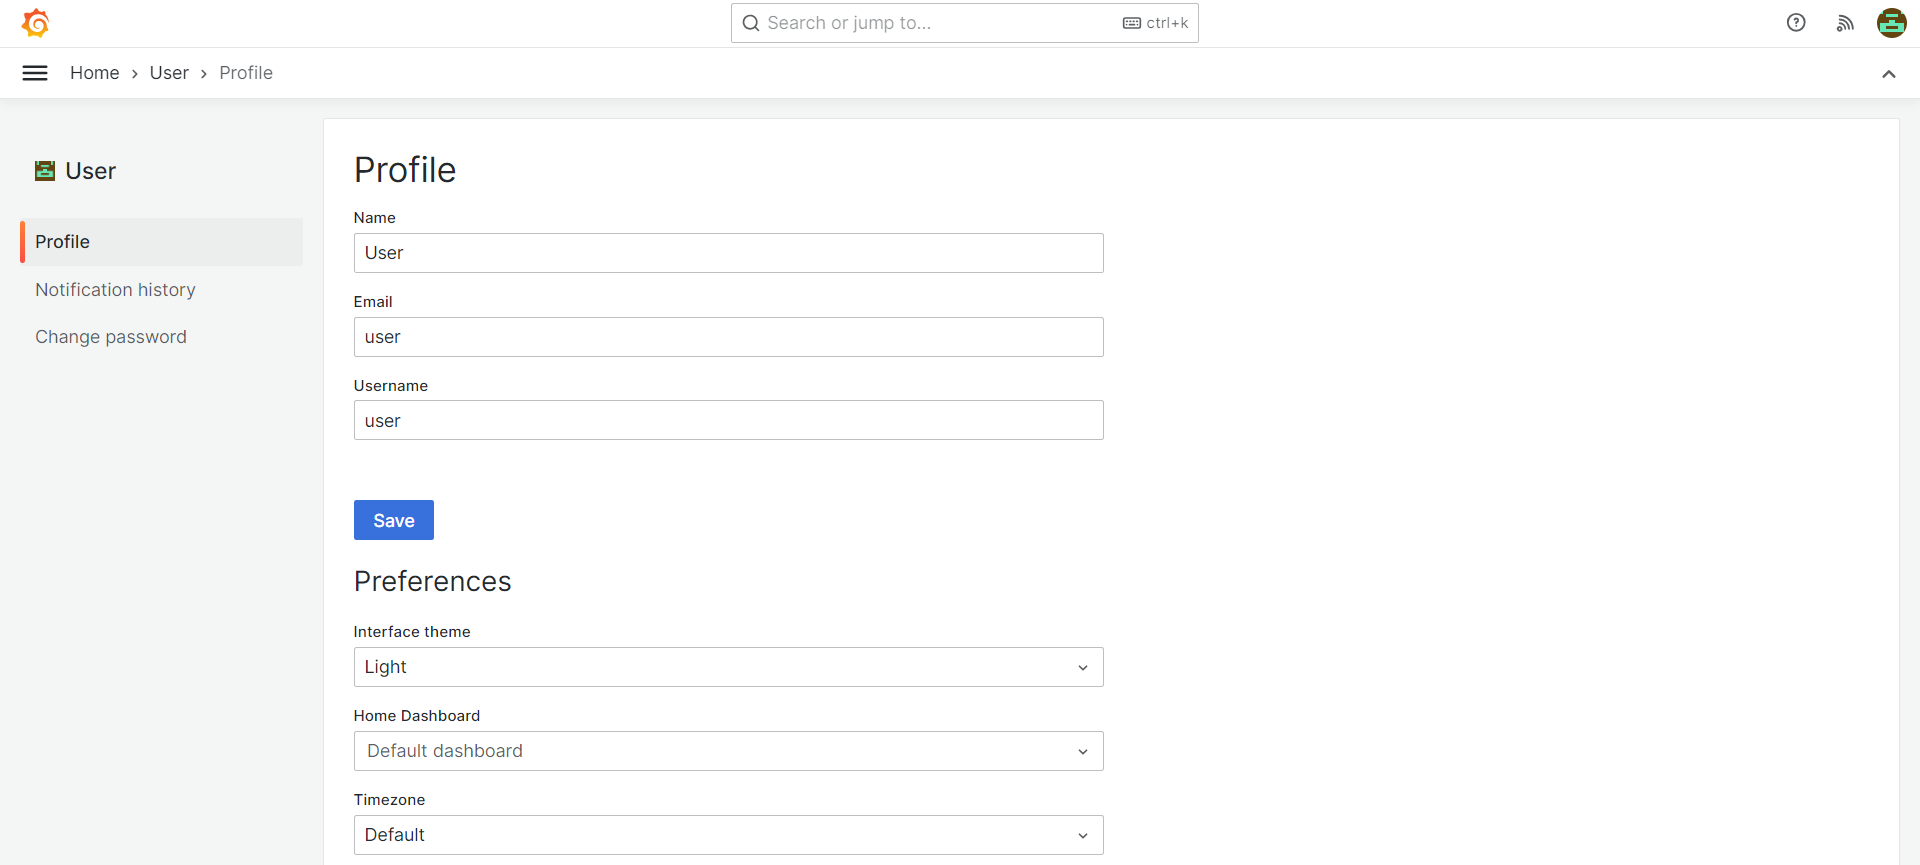 Search or jump to...
ctrl+k
Home › User › Profile
User
Profile
Notification history
Change password
Profile
Name
User
Email
user
Username
user
Save
Preferences
Interface theme
Light
Home Dashboard
Default dashboard
Timezone
Default